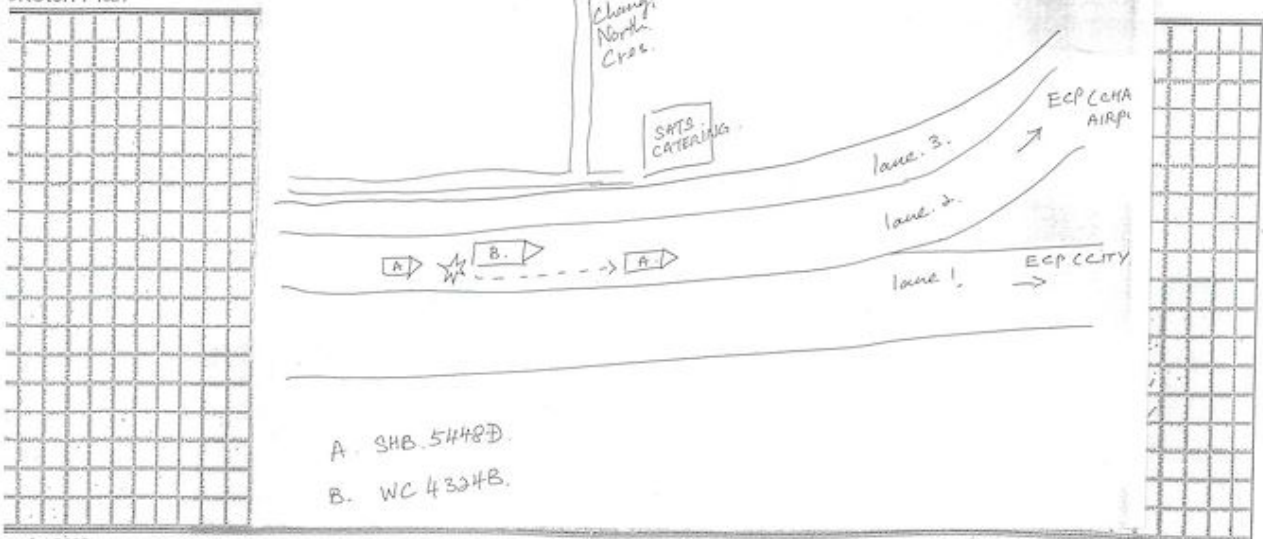 Changi
North
Cres.
SATS.
CATERING.
ECP (CHA
AIRP
lane. 3.
lane. 2.
A
B.
A.
lane 1.
ECP (CITY
A. SHB. 5448D.
B. WC 4324B.